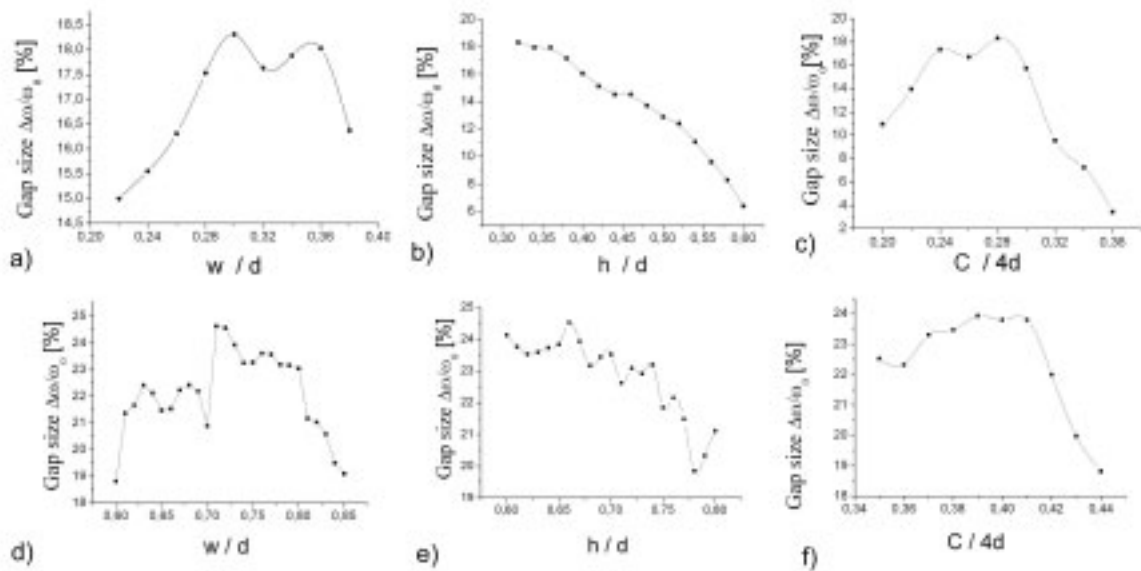 Gap size Δω/ω₀ [%]
18,5
18,0
17,5
17,0
16,5
16,0
15,5
15,0
14,5
0,20 0,24 0,28 0,32 0,36 0,40
w / d
a)
Gap size Δω/ω₀ [%]
20
18
16
14
12
10
8
6
0,30 0,35 0,40 0,45 0,50 0,55 0,60
h / d
b)
Gap size Δω/ω₀ [%]
20
18
16
14
12
10
8
6
4
2
0,20 0,24 0,28 0,32 0,36
C / 4d
c)
Gap size Δω/ω₀ [%]
25
24
23
22
21
20
19
18
0,60 0,65 0,70 0,75 0,80 0,85
w / d
d)
Gap size Δω/ω₀ [%]
25
24
23
22
21
20
19
0,60 0,65 0,70 0,75 0,80
h / d
e)
Gap size Δω/ω₀ [%]
24
23
22
21
20
19
18
0,34 0,36 0,38 0,40 0,42 0,44
C / 4d
f)